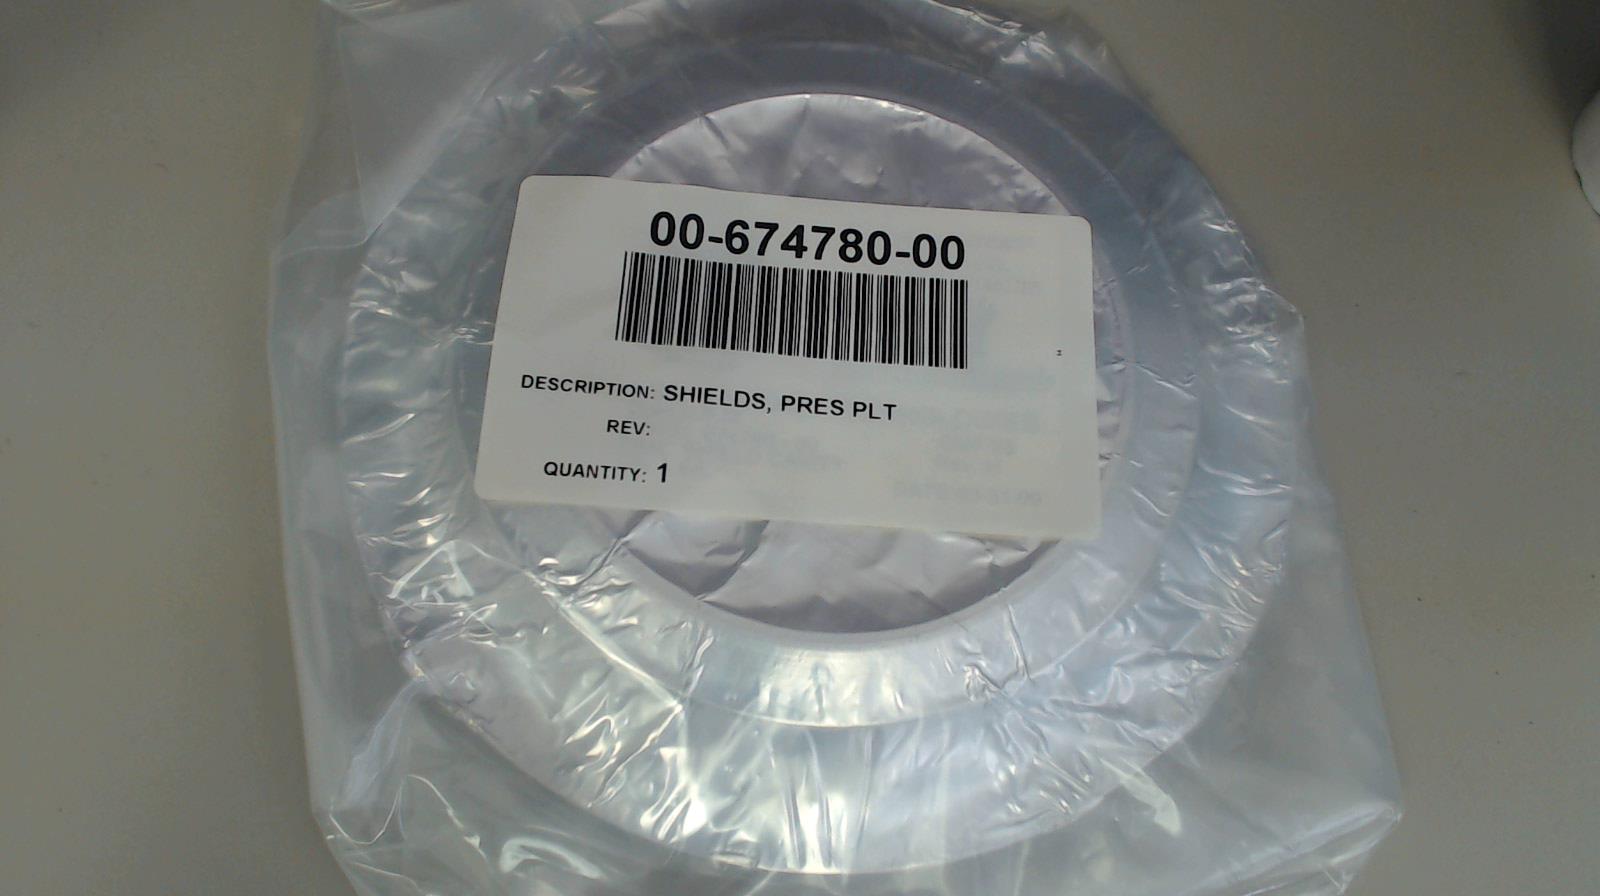 00-674780-00
DESCRIPTION: SHIELDS, PRES PLT
REV:
QUANTITY: 1